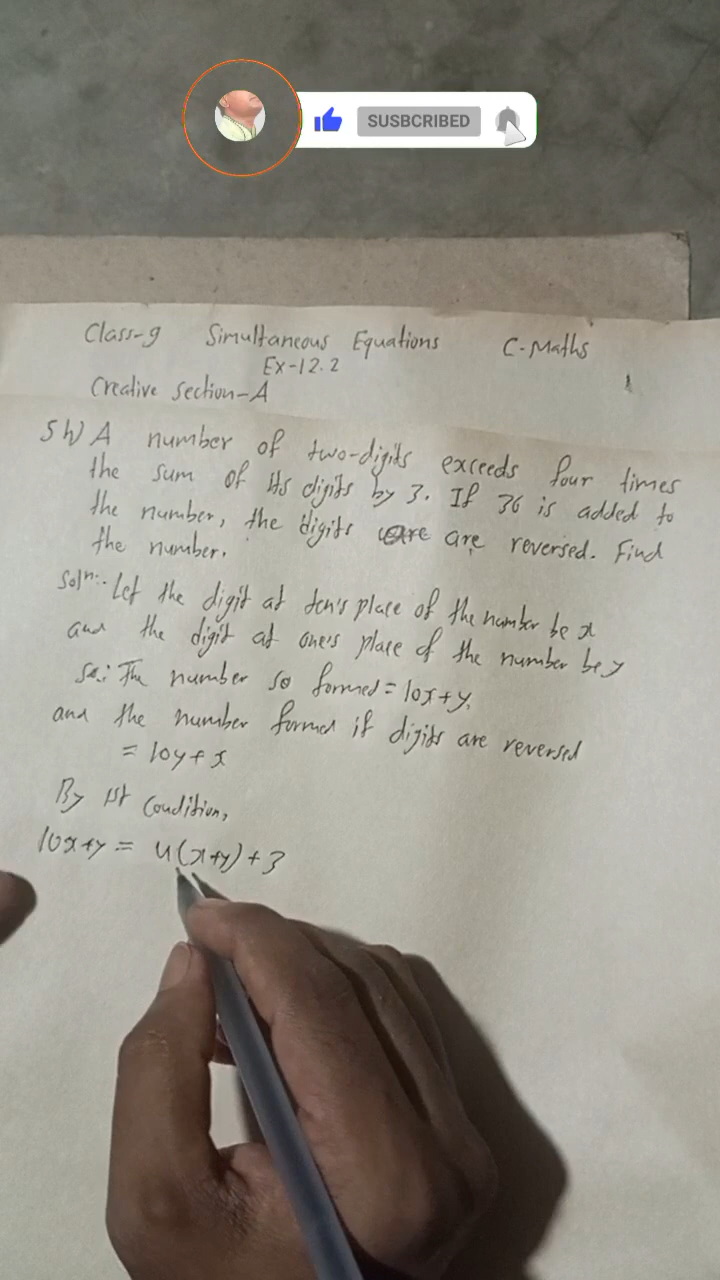 SUSBCRIBED
Class-9 Simultaneous Equations C-Maths
Ex-12.2
Creative section-A
5 h) A number of two-digits exceeds four times
the sum of its digits by 3. If 36 is added to
the number, the digits are reversed. Find
the number.
Solⁿ:- Let the digit at ten's place of the number be x
and the digit at one's place of the number be y
So: The number so formed = 10x+y,
and the number formed if digits are reversed
= 10y+x
By 1st Condition,
10x+y = 4(x+y)+3